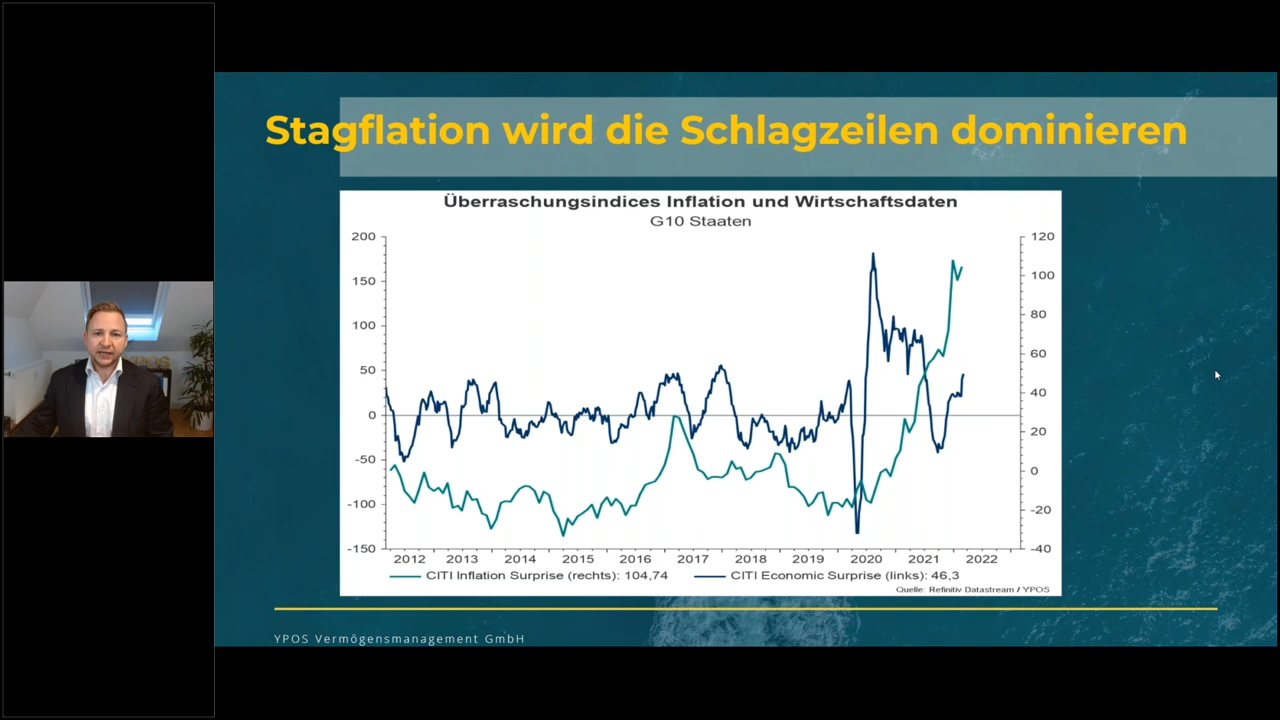 Stagflation wird die Schlagzeilen dominieren
Überraschungsindices Inflation und Wirtschaftsdaten
G10 Staaten
200
150
100
50
0
-50
-100
-150
120
100
80
60
40
20
0
-20
-40
2012 2013 2014 2015 2016 2017 2018 2019 2020 2021 2022
CITI Inflation Surprise (rechts): 104,74 CITI Economic Surprise (links): 46,3
Quelle: Refinitiv Datastream / YPOS
YPOS Vermögensmanagement GmbH